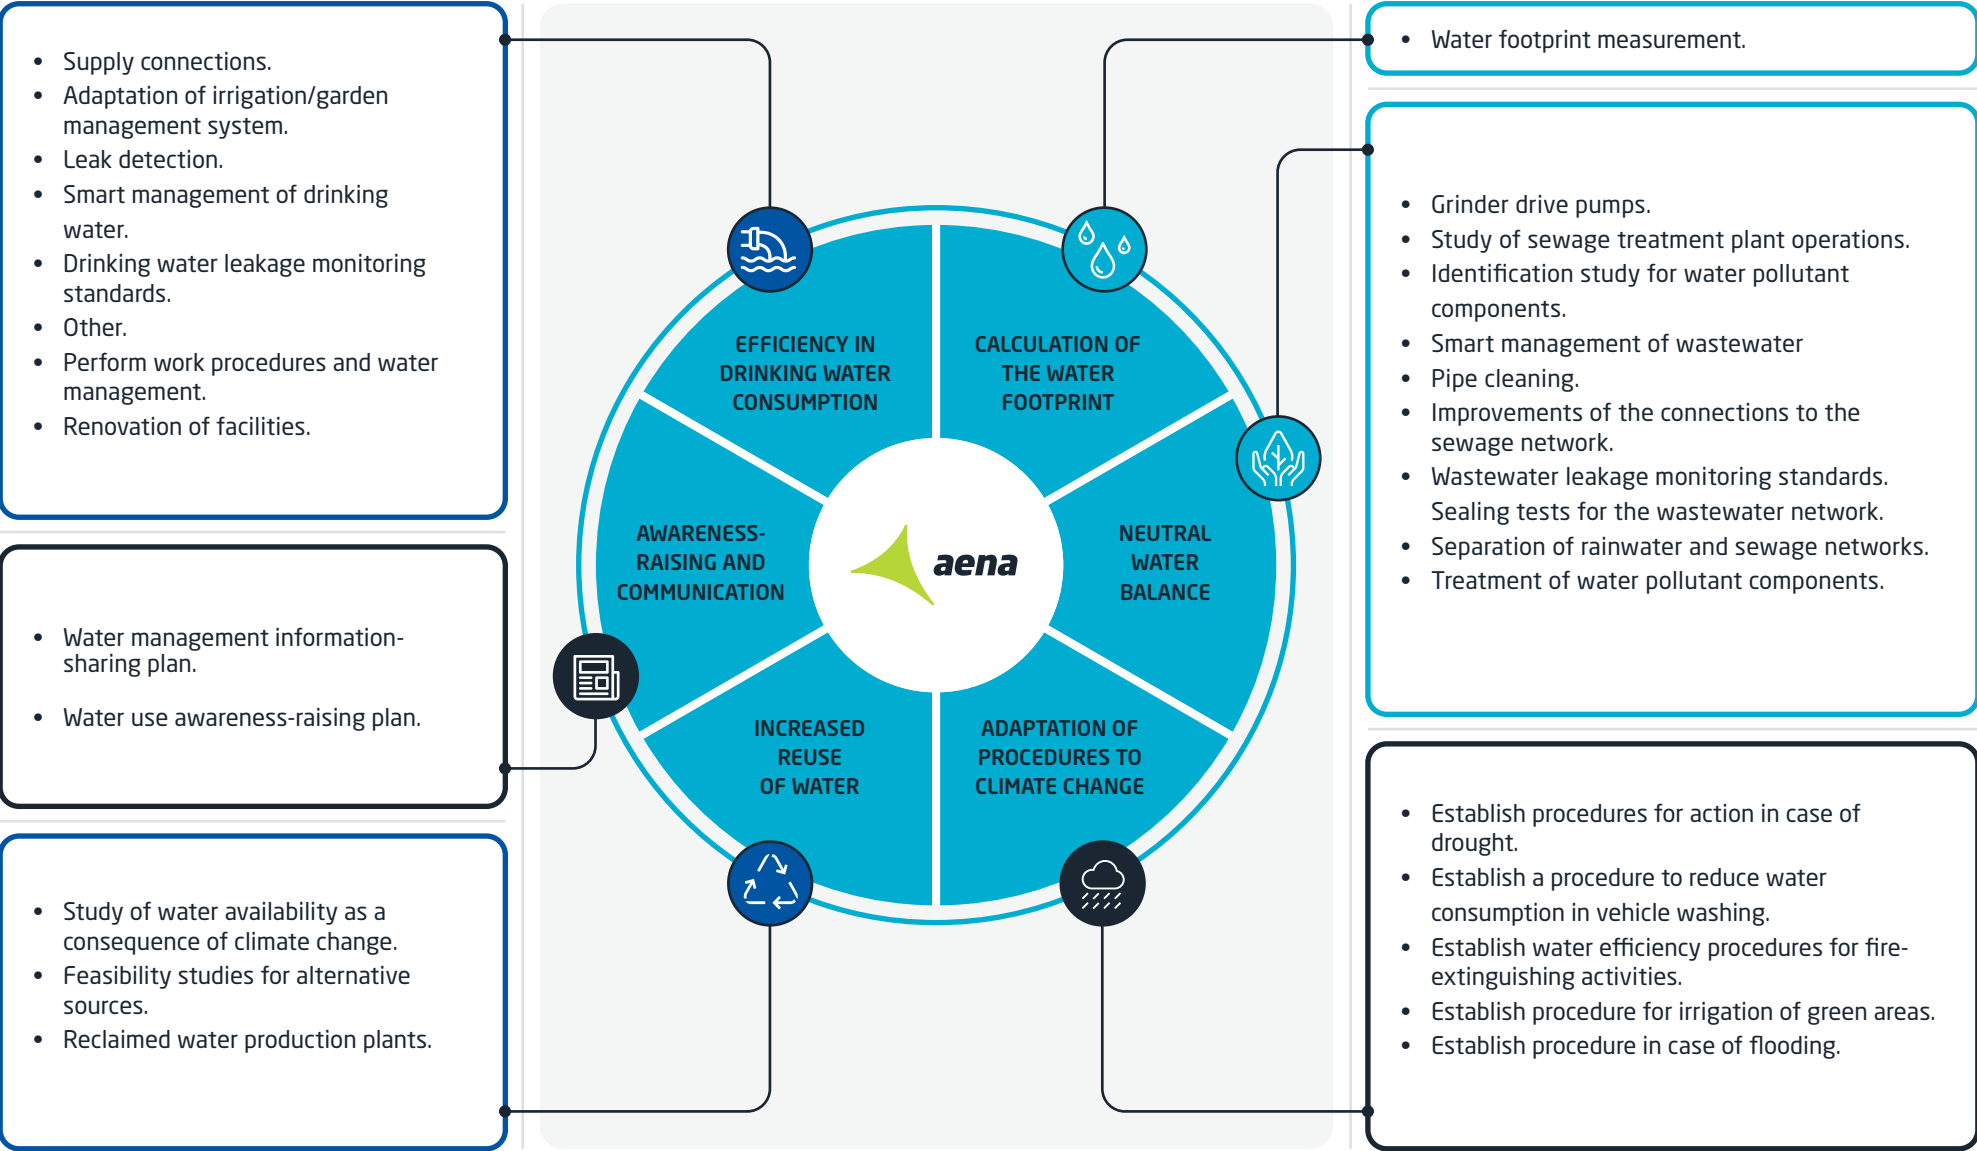 • Supply connections.
• Adaptation of irrigation/garden
management system.
• Leak detection.
• Smart management of drinking
water.
• Drinking water leakage monitoring
standards.
• Other.
• Perform work procedures and water
management.
• Renovation of facilities.
• Water management information-
sharing plan.
• Water use awareness-raising plan.
• Study of water availability as a
consequence of climate change.
• Feasibility studies for alternative
sources.
• Reclaimed water production plants.
EFFICIENCY IN
DRINKING WATER
CONSUMPTION
CALCULATION OF
THE WATER
FOOTPRINT
AWARENESS-
RAISING AND
COMMUNICATION
aena
NEUTRAL
WATER
BALANCE
INCREASED
REUSE
OF WATER
ADAPTATION OF
PROCEDURES TO
CLIMATE CHANGE
• Water footprint measurement.
• Grinder drive pumps.
• Study of sewage treatment plant operations.
• Identification study for water pollutant
components.
• Smart management of wastewater
• Pipe cleaning.
• Improvements of the connections to the
sewage network.
• Wastewater leakage monitoring standards.
Sealing tests for the wastewater network.
• Separation of rainwater and sewage networks.
• Treatment of water pollutant components.
• Establish procedures for action in case of
drought.
• Establish a procedure to reduce water
consumption in vehicle washing.
• Establish water efficiency procedures for fire-
extinguishing activities.
• Establish procedure for irrigation of green areas.
• Establish procedure in case of flooding.